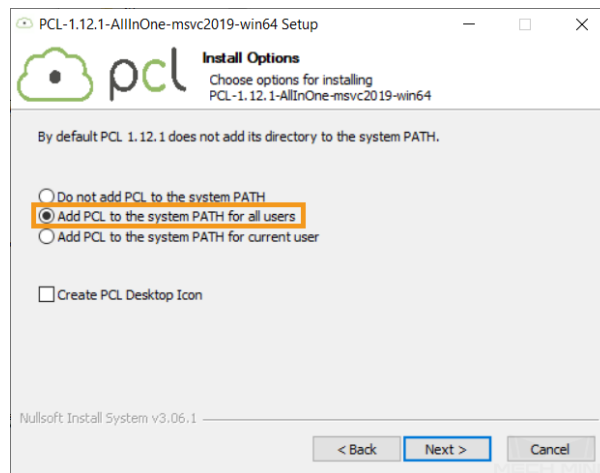 PCL-1.12.1-AllInOne-msvc2019-win64 Setup
pcl
Install Options
Choose options for installing
PCL-1.12.1-AllInOne-msvc2019-win64
By default PCL 1.12.1 does not add its directory to the system PATH.
Do not add PCL to the system PATH
Add PCL to the system PATH for all users
Add PCL to the system PATH for current user
Create PCL Desktop Icon
Nullsoft Install System v3.06.1
< Back Next > Cancel
MECH MIND